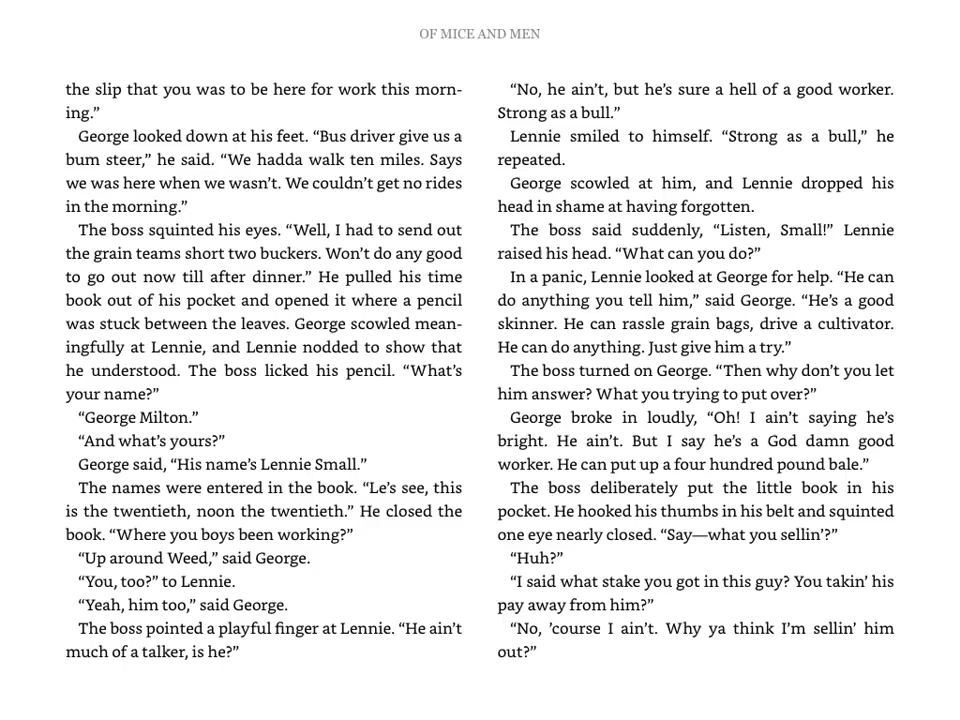 OF MICE AND MEN
the slip that you was to be here for work this morn-
ing.”
George looked down at his feet. “Bus driver give us a
bum steer,” he said. “We hadda walk ten miles. Says
we was here when we wasn’t. We couldn’t get no rides
in the morning.”
The boss squinted his eyes. “Well, I had to send out
the grain teams short two buckers. Won’t do any good
to go out now till after dinner.” He pulled his time
book out of his pocket and opened it where a pencil
was stuck between the leaves. George scowled mean-
ingfully at Lennie, and Lennie nodded to show that
he understood. The boss licked his pencil. “What’s
your name?”
“George Milton.”
“And what’s yours?”
George said, “His name’s Lennie Small.”
The names were entered in the book. “Le’s see, this
is the twentieth, noon the twentieth.” He closed the
book. “Where you boys been working?”
“Up around Weed,” said George.
“You, too?” to Lennie.
“Yeah, him too,” said George.
The boss pointed a playful finger at Lennie. “He ain’t
much of a talker, is he?”
“No, he ain’t, but he’s sure a hell of a good worker.
Strong as a bull.”
Lennie smiled to himself. “Strong as a bull,” he
repeated.
George scowled at him, and Lennie dropped his
head in shame at having forgotten.
The boss said suddenly, “Listen, Small!” Lennie
raised his head. “What can you do?”
In a panic, Lennie looked at George for help. “He can
do anything you tell him,” said George. “He’s a good
skinner. He can rassle grain bags, drive a cultivator.
He can do anything. Just give him a try.”
The boss turned on George. “Then why don’t you let
him answer? What you trying to put over?”
George broke in loudly, “Oh! I ain’t saying he’s
bright. He ain’t. But I say he’s a God damn good
worker. He can put up a four hundred pound bale.”
The boss deliberately put the little book in his
pocket. He hooked his thumbs in his belt and squinted
one eye nearly closed. “Say—what you sellin’?”
“Huh?”
“I said what stake you got in this guy? You takin’ his
pay away from him?”
“No, ’course I ain’t. Why ya think I’m sellin’ him
out?”